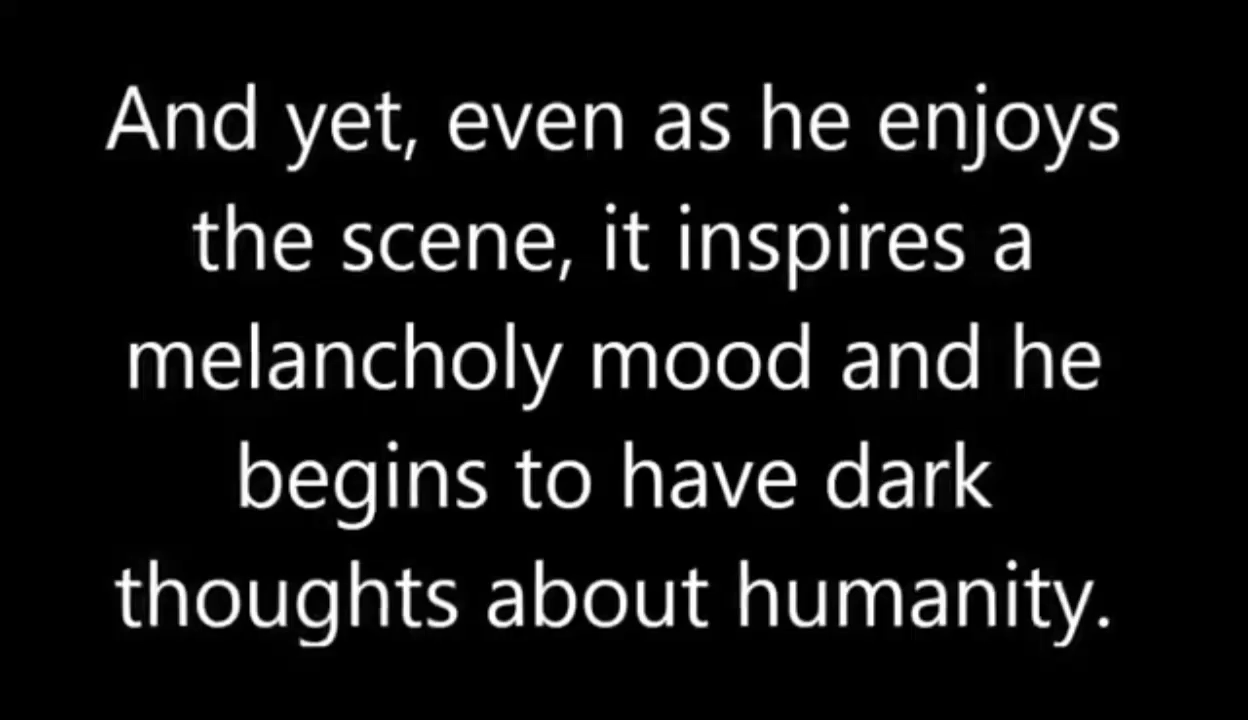 And yet, even as he enjoys
the scene, it inspires a
melancholy mood and he
begins to have dark
thoughts about humanity.